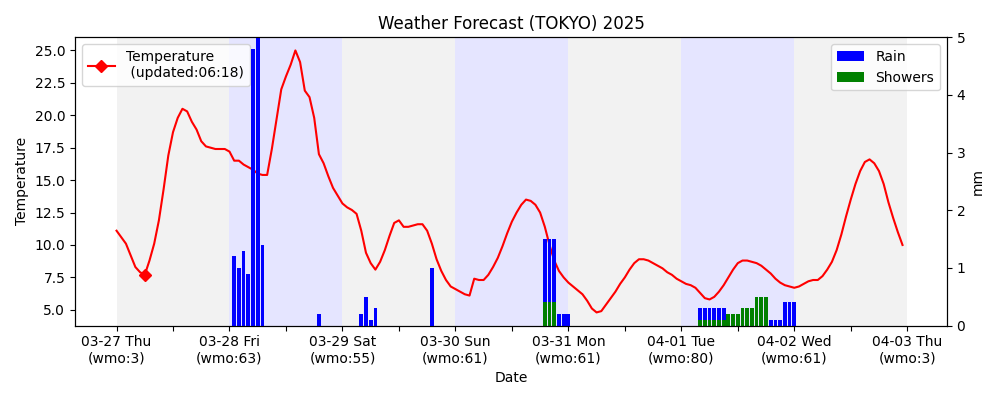 Weather Forecast (TOKYO) 2025
Temperature
(updated:06:18)
Rain
Showers
25.0
22.5
20.0
17.5
15.0
12.5
10.0
7.5
5.0
Temperature
5
4
3
2
1
0
mm
03-27 Thu
(wmo:3)
03-28 Fri
(wmo:63)
03-29 Sat
(wmo:55)
03-30 Sun
(wmo:61)
03-31 Mon
(wmo:61)
04-01 Tue
(wmo:80)
04-02 Wed
(wmo:61)
04-03 Thu
(wmo:3)
Date